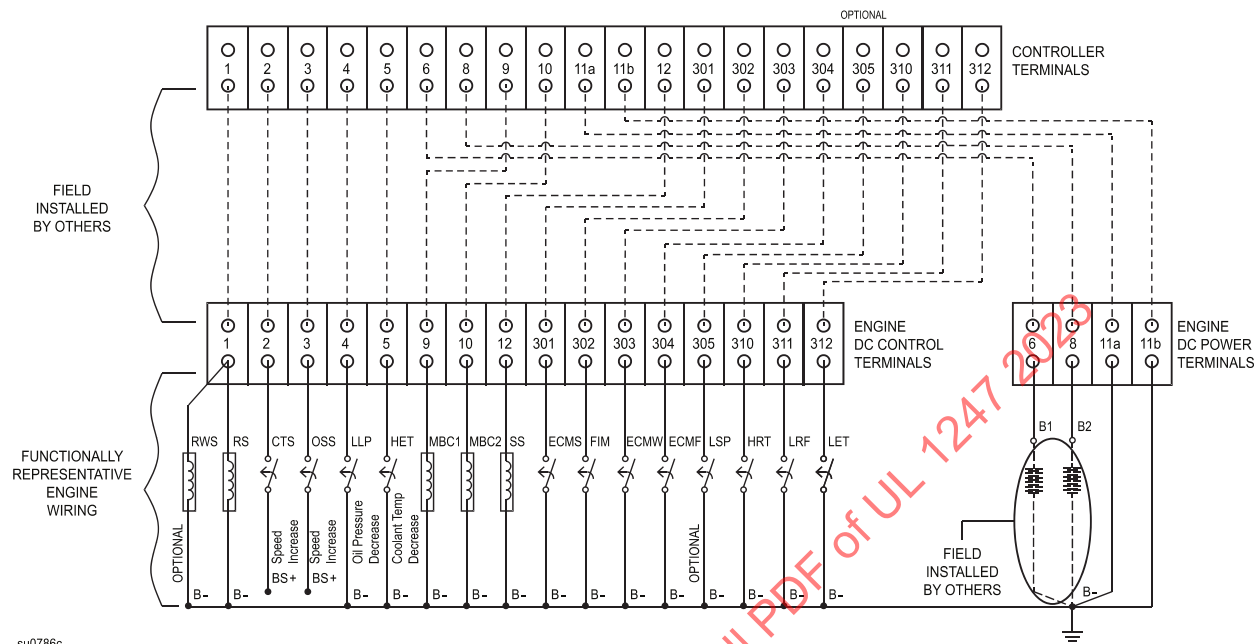 OPTIONAL
1 2 3 4 5 6 8 9 10 11a 11b 12 301 302 303 304 305 310 311 312
CONTROLLER
TERMINALS
FIELD
INSTALLED
BY OTHERS
1 2 3 4 5 9 10 12 301 302 303 304 305 310 311 312
ENGINE
DC CONTROL
TERMINALS
6 8 11a 11b
ENGINE
DC POWER
TERMINALS
FUNCTIONALLY
REPRESENTATIVE
ENGINE
WIRING
RWS RS CTS OSS LLP HET MBC1 MBC2 SS ECMS FIM ECMW ECMF LSP HRT LRF LET
B1 B2
OPTIONAL
Speed
Increase
BS+
Speed
Increase
BS+
Oil Pressure
Decrease
Coolant Temp
Decrease
OPTIONAL
FIELD
INSTALLED
BY OTHERS
B- B- B- B- B- B- B- B- B- B- B- B- B- B- B- B-
su0786c
PDF of UL 1247 2023